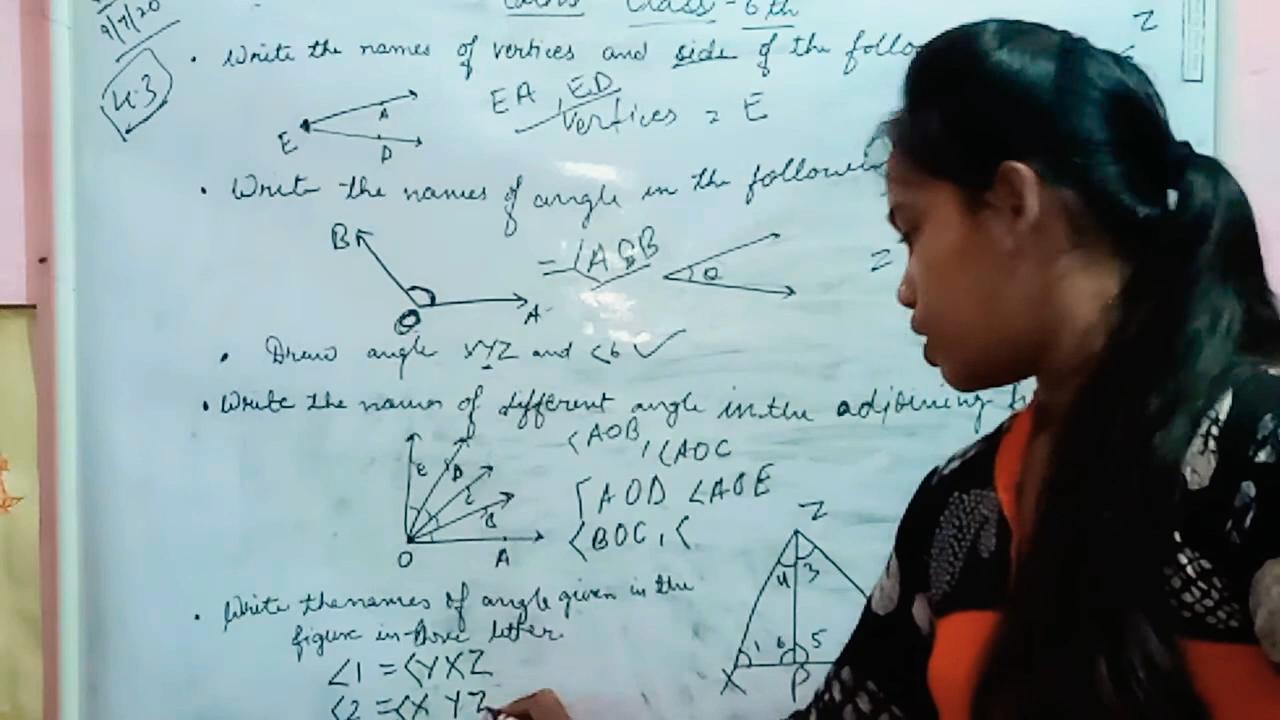 9/7/20
Class - 6th
4.3
• Write the names of vertices and side of the follo
E A D
EA, ED
Vertices = E
• Write the names of angle in the following
B O A
= ∠AOB
• Draw angle XYZ and <6 ✓
• Write the names of different angle in the adjoining
E D C B O A
<AOB, <AOC
∠AOD <AOE
<BOC, <
• Write the names of angle given in the
figure in letter
∠1 = <YXZ
<2 = <XYZ
Z
4 3
1 6 5
X P
Z
Z